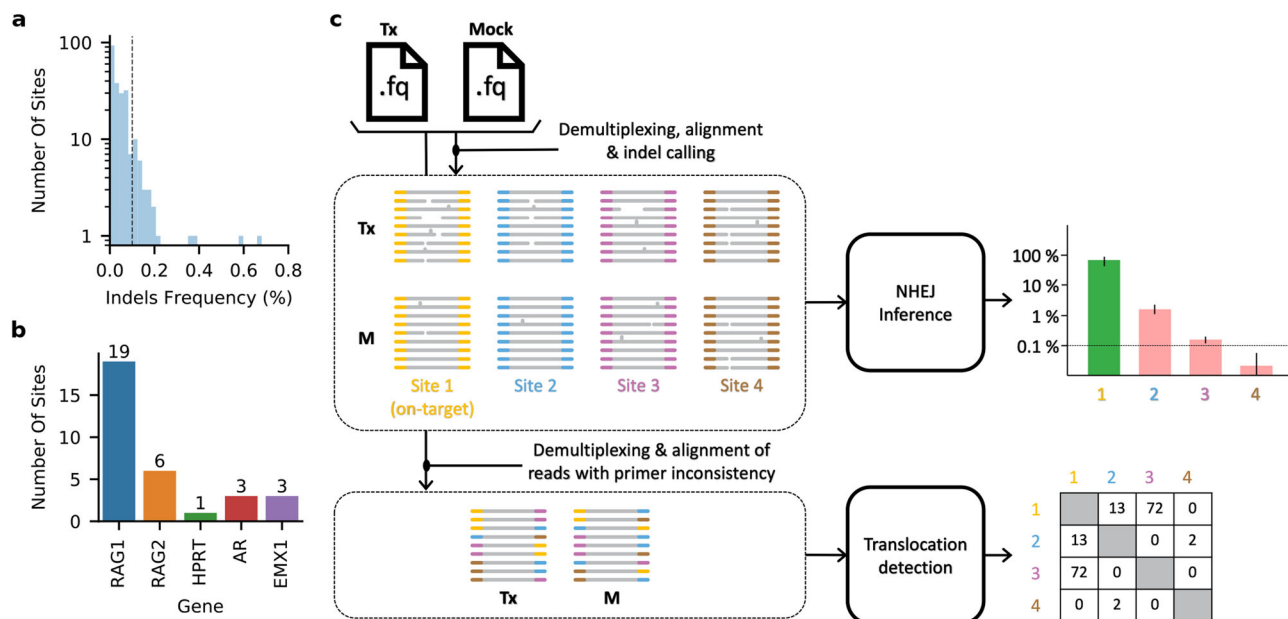 a
100
10
1
Number Of Sites
0.0 0.2 0.4 0.6 0.8
Indels Frequency (%)
b
19
6
1
3
3
15
10
5
0
Number Of Sites
RAG1
RAG2
HPRT
AR
EMX1
Gene
c
Tx
Mock
.fq
.fq
Demultiplexing, alignment
& indel calling
Tx
M
Site 1
(on-target)
Site 2
Site 3
Site 4
NHEJ
Inference
100 %
10 %
1 %
0.1 %
1 2 3 4
Demultiplexing & alignment of
reads with primer inconsistency
Tx
M
Translocation
detection
1 2 3 4
1 13 72 0
2 13 0 2
3 72 0 0
4 0 2 0